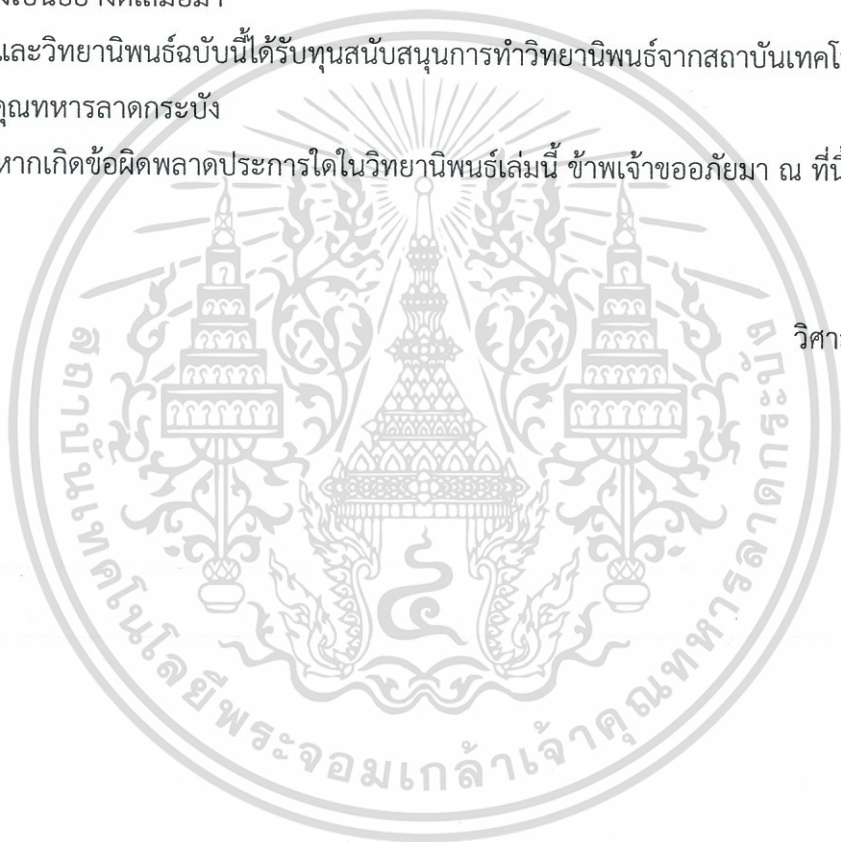 และวิทยานิพนธ์ฉบับนี้ได้รับทุนสนับสนุนการทำวิทยานิพนธ์จากสถาบันเทคโ
คุณทหารลาดกระบัง
หากเกิดข้อผิดพลาดประการใดในวิทยานิพนธ์เล่มนี้ ข้าพเจ้าขออภัยมา ณ ที่นี้
วิศา
สถาบันเทคโนโลยีพระจอมเกล้าเจ้าคุณทหารลาดกระบัง
๔